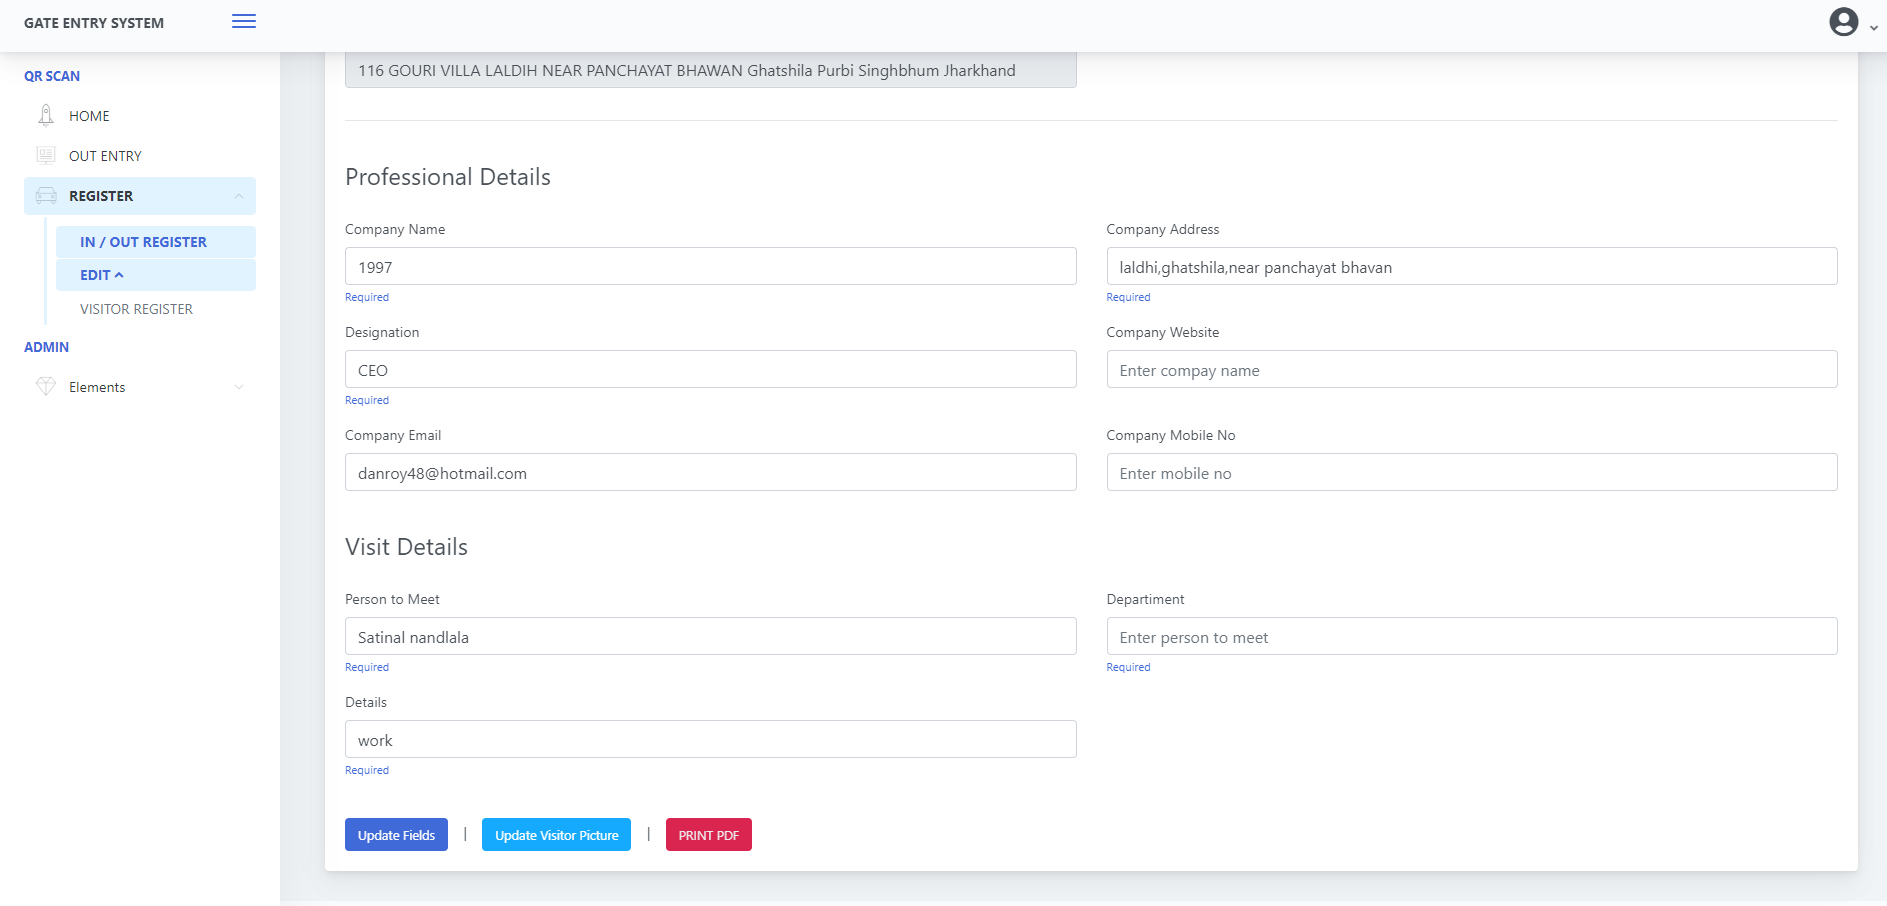 GATE ENTRY SYSTEM
QR SCAN
HOME
OUT ENTRY
REGISTER
IN / OUT REGISTER
EDIT
VISITOR REGISTER
ADMIN
Elements
116 GOURI VILLA LALDIH NEAR PANCHAYAT BHAWAN Ghatshila Purbi Singhbhum Jharkhand
Professional Details
Company Name
1997
Required
Company Address
laldhi,ghatshila,near panchayat bhavan
Required
Designation
CEO
Required
Company Website
Enter compay name
Company Email
danroy48@hotmail.com
Company Mobile No
Enter mobile no
Visit Details
Person to Meet
Satinal nandlala
Required
Departiment
Enter person to meet
Required
Details
work
Required
Update Fields | Update Visitor Picture | PRINT PDF